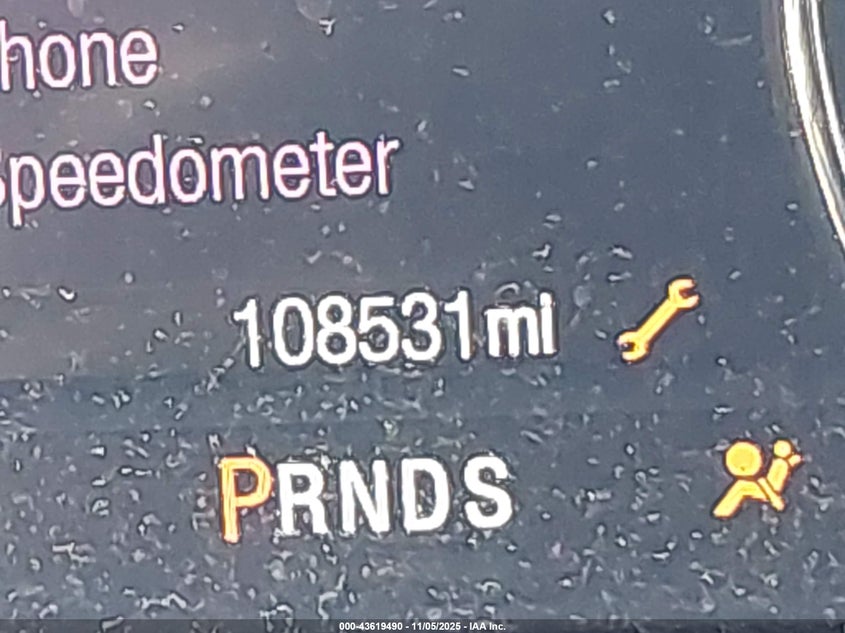 hone
Speedometer
108531 mi
PRNDS
000-43619490 - 11/05/2025 - IAA Inc.